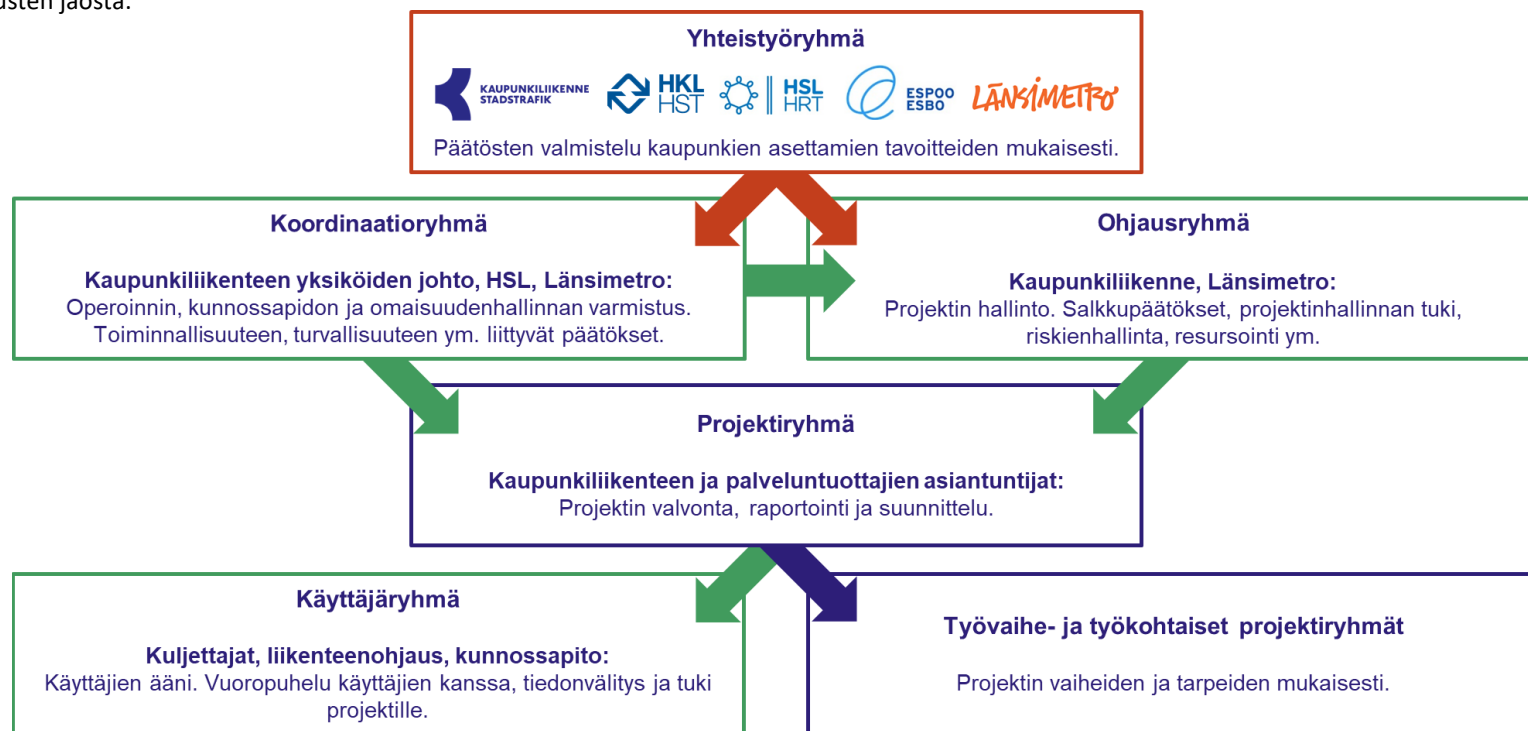 usten jaosta.
Yhteistyöryhmä
KAUPUNKILIIKENNE
STADSTRAFIK
HKL
HST
HSL
HRT
ESPOO
ESBO
LÄNSIMETRO
Päätösten valmistelu kaupunkien asettamien tavoitteiden mukaisesti.
Koordinaatioryhmä
Kaupunkiliikenteen yksiköiden johto, HSL, Länsimetro:
Operoinnin, kunnossapidon ja omaisuudenhallinnan varmistus.
Toiminnallisuuteen, turvallisuuteen ym. liittyvät päätökset.
Ohjausryhmä
Kaupunkiliikenne, Länsimetro:
Projektin hallinto. Salkkupäätökset, projektinhallinnan tuki,
riskienhallinta, resursointi ym.
Projektiryhmä
Kaupunkiliikenteen ja palveluntuottajien asiantuntijat:
Projektin valvonta, raportointi ja suunnittelu.
Käyttäjäryhmä
Kuljettajat, liikenteenohjaus, kunnossapito:
Käyttäjien ääni. Vuoropuhelu käyttäjien kanssa, tiedonvälitys ja tuki
projektille.
Työvaihe- ja työkohtaiset projektiryhmät
Projektin vaiheiden ja tarpeiden mukaisesti.